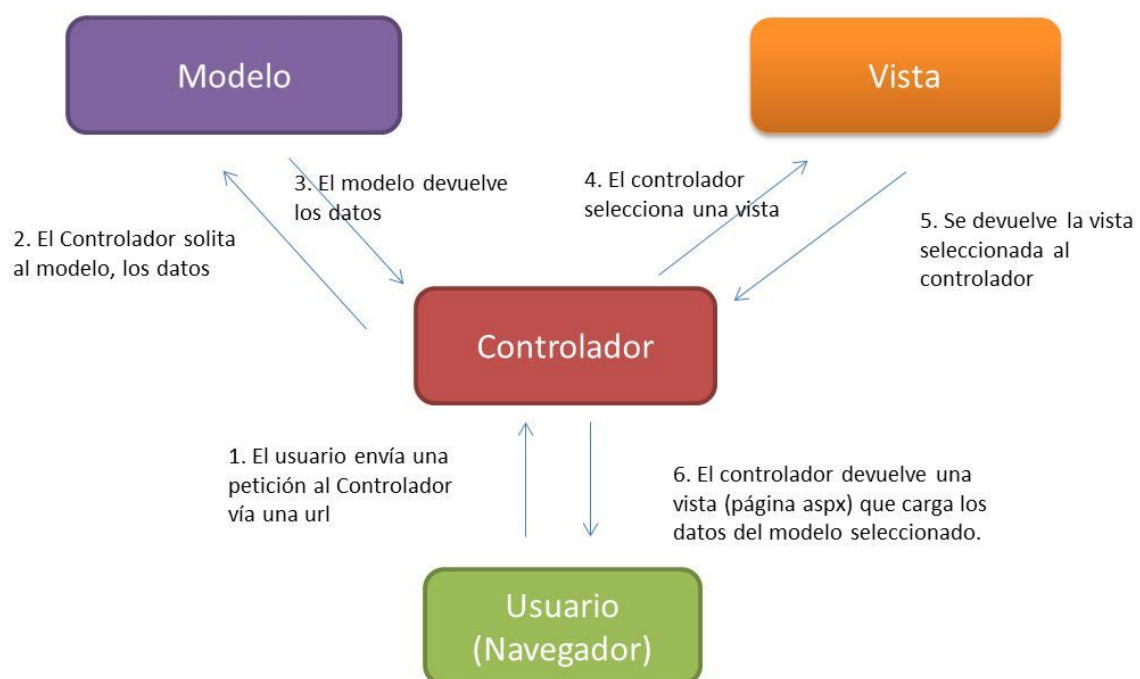 Modelo
Vista
3. El modelo devuelve
los datos
4. El controlador
selecciona una vista
2. El Controlador solita
al modelo, los datos
5. Se devuelve la vista
seleccionada al
controlador
Controlador
1. El usuario envía una
petición al Controlador
vía una url
6. El controlador devuelve una
vista (página aspx) que carga los
datos del modelo seleccionado.
Usuario
(Navegador)